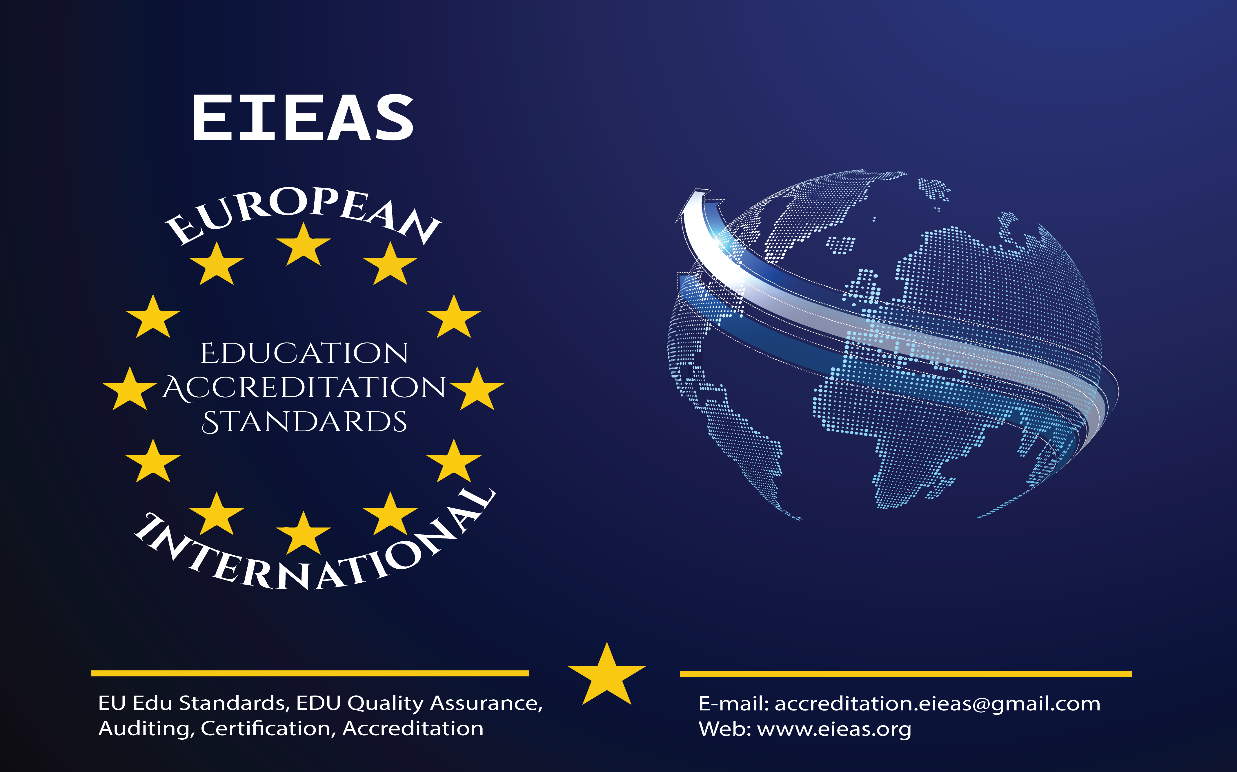 EIEAS
EUROPEAN
EDUCATION
ACCREDITATION
STANDARDS
INTERNATIONAL
EU Edu Standards, EDU Quality Assurance,
Auditing, Certification, Accreditation
E-mail: accreditation.eieas@gmail.com
Web: www.eieas.org